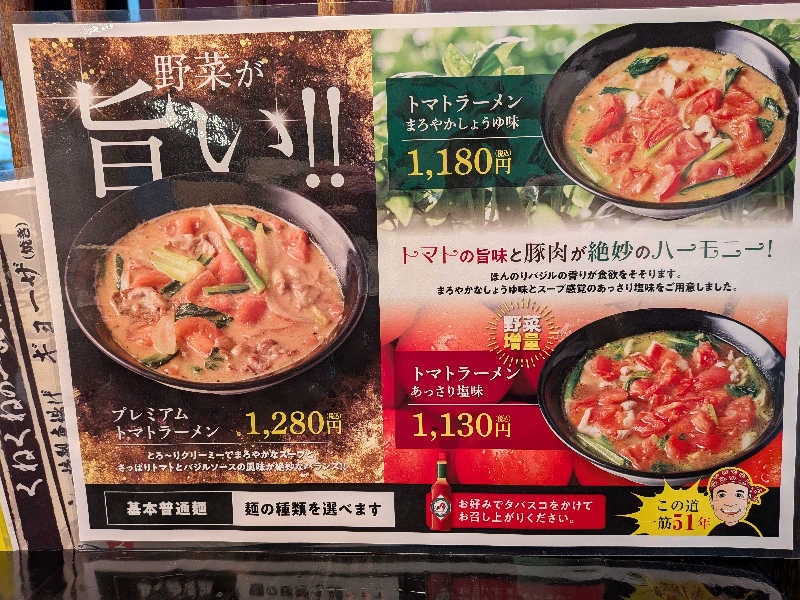 野菜が
旨い!!
プレミアム
トマトラーメン
1,280円(税込)
とろ〜りクリーミーでまろやかなスープと
さっぱりトマトとバジルソースの風味が絶妙なバランス!!
トマトラーメン
まろやかしょうゆ味
1,180円(税込)
トマトの旨味と豚肉が絶妙のハーモニー!
ほんのりバジルの香りが食欲をそそります。
まろやかなしょうゆ味とスープ感覚のあっさり塩味をご用意しました。
野菜
増量
トマトラーメン
あっさり塩味
1,130円(税込)
基本普通麺
麺の種類を選べます
お好みでタバスコをかけて
お召し上がりください。
この道
一筋51年
ギョーザ(焼き)